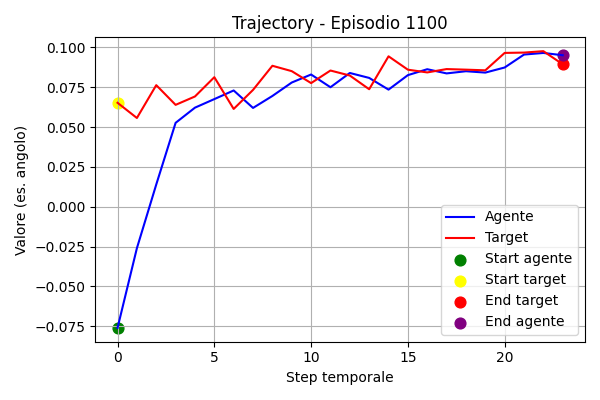 Trajectory - Episodio 1100
Valore (es. angolo)
0.100
0.075
0.050
0.025
0.000
−0.025
−0.050
−0.075
0
5
10
15
20
Step temporale
Agente
Target
Start agente
Start target
End target
End agente